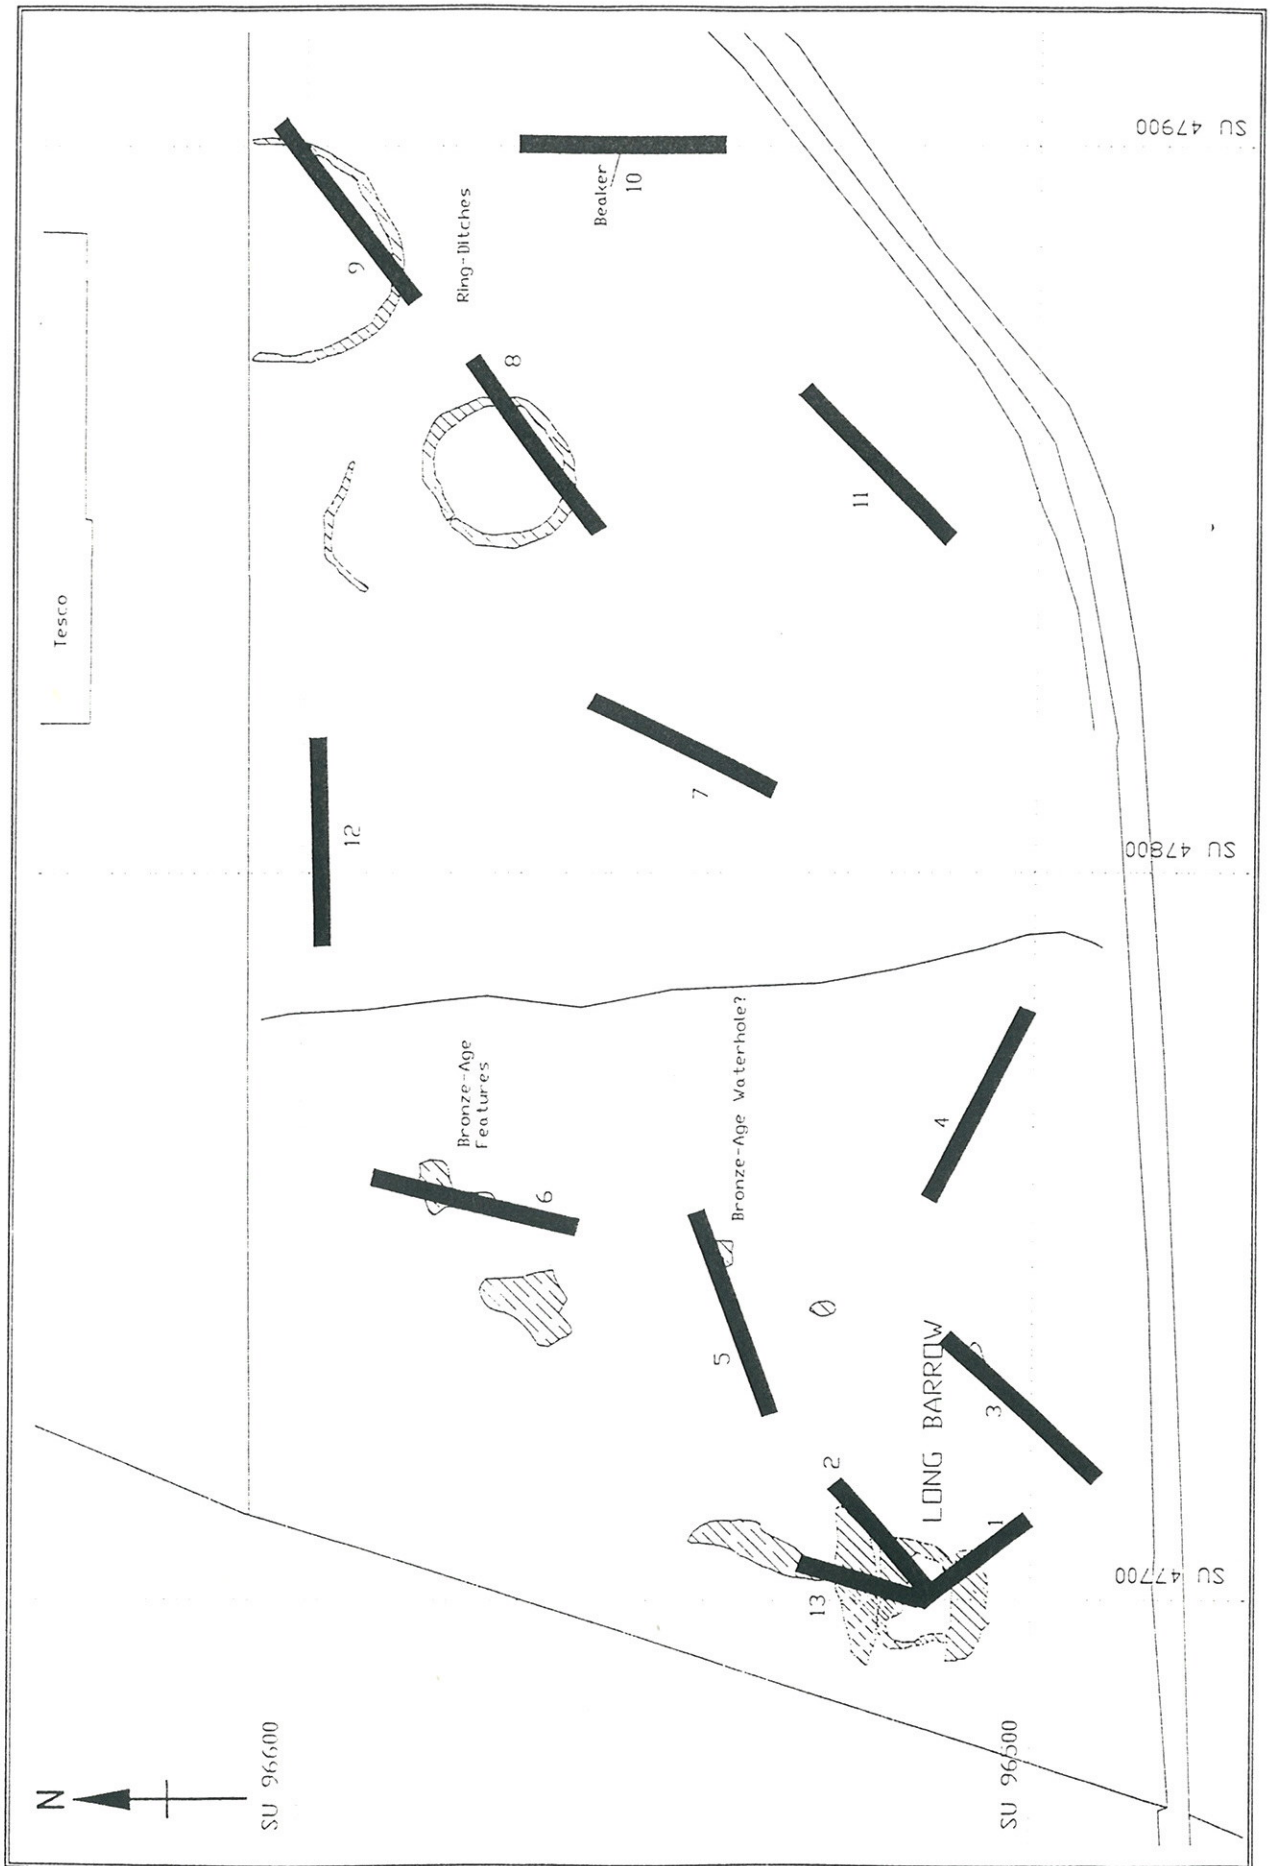 Tesco
SU 47900
Beaker
10
9
Ring-Ditches
8
11
12
7
SU 47800
Bronze-Age
Features
6
Bronze-Age Waterhole?
4
5
LONG BARROW
3
2
1
13
SU 47700
N
SU 96600
SU 96500